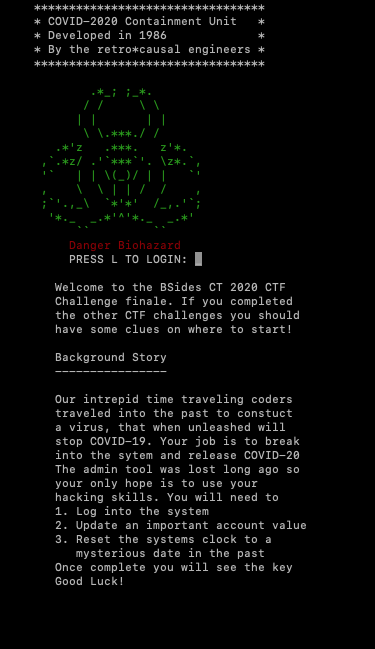 *********************************
* COVID-2020 Containment Unit   *
* Developed in 1986             *
* By the retro*causal engineers *
*********************************
Danger Biohazard
PRESS L TO LOGIN:
Welcome to the BSides CT 2020 CTF
Challenge finale. If you completed
the other CTF challenges you should
have some clues on where to start!
Background Story
----------------
Our intrepid time traveling coders
traveled into the past to constuct
a virus, that when unleashed will
stop COVID-19. Your job is to break
into the sytem and release COVID-20
The admin tool was lost long ago so
your only hope is to use your
hacking skills. You will need to
1. Log into the system
2. Update an important account value
3. Reset the systems clock to a
mysterious date in the past
Once complete you will see the key
Good Luck!